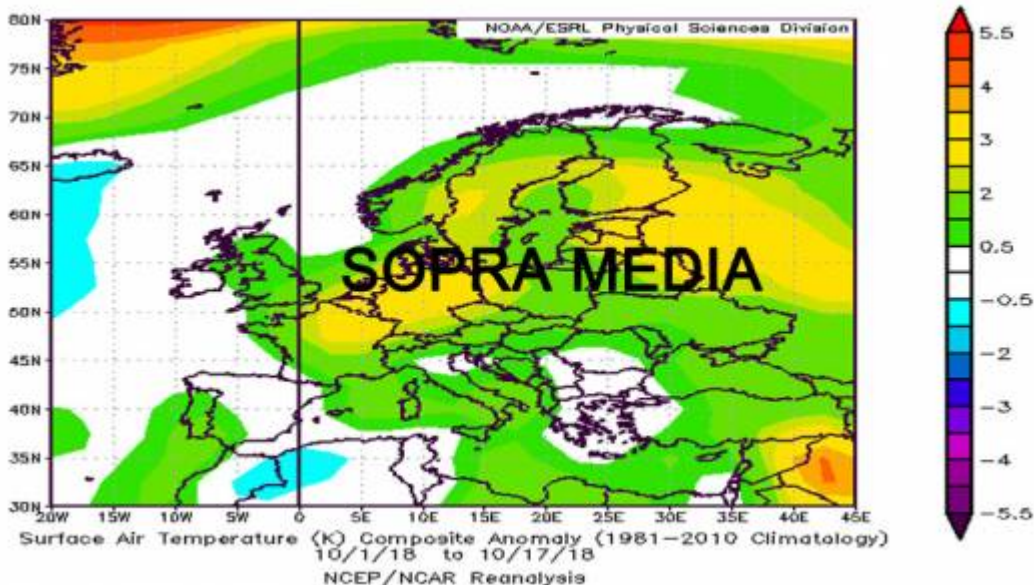 NOAA/ESRL Physical Sciences Division
80N
75N
70N
65N
60N
55N
50N
45N
40N
35N
30N
SOPRA MEDIA
5.5
4
3
2
0.5
-0.5
-2
-3
-4
-5.5
20W 15W 10W 5W 0 5E 10E 15E 20E 25E 30E 35E 40E 45E
Surface Air Temperature (K) Composite Anomaly (1981-2010 Climatology)
10/1/18 to 10/17/18
NCEP/NCAR Reanalysis